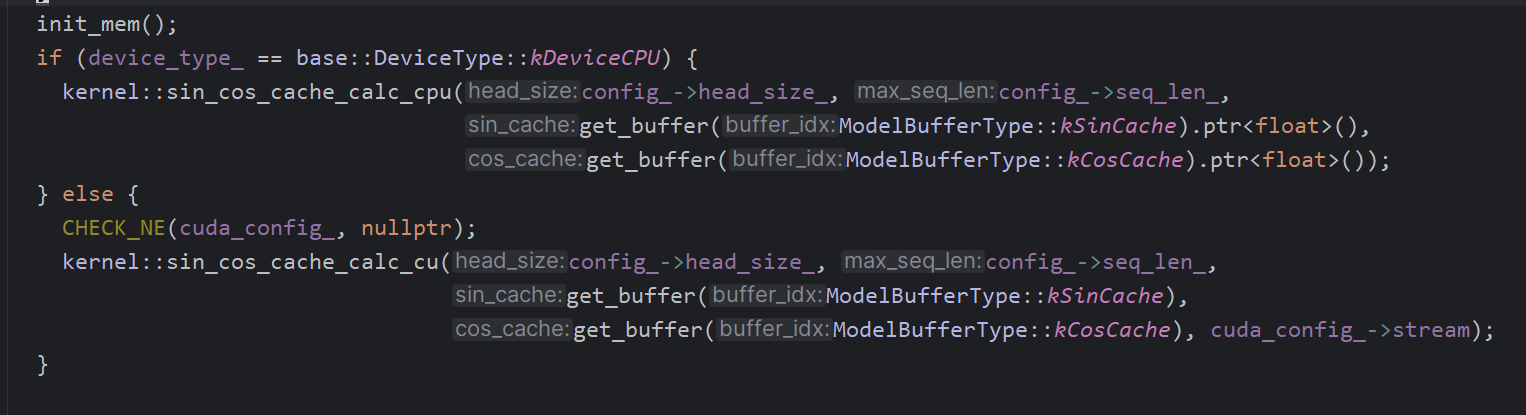 init_mem();
if (device_type_ == base::DeviceType::kDeviceCPU) {
  kernel::sin_cos_cache_calc_cpu(head_size: config_->head_size_, max_seq_len: config_->seq_len_,
                                 sin_cache: get_buffer(buffer_idx: ModelBufferType::kSinCache).ptr<float>(),
                                 cos_cache: get_buffer(buffer_idx: ModelBufferType::kCosCache).ptr<float>());
} else {
  CHECK_NE(cuda_config_, nullptr);
  kernel::sin_cos_cache_calc_cu(head_size: config_->head_size_, max_seq_len: config_->seq_len_,
                                sin_cache: get_buffer(buffer_idx: ModelBufferType::kSinCache),
                                cos_cache: get_buffer(buffer_idx: ModelBufferType::kCosCache), cuda_config_->stream);
}